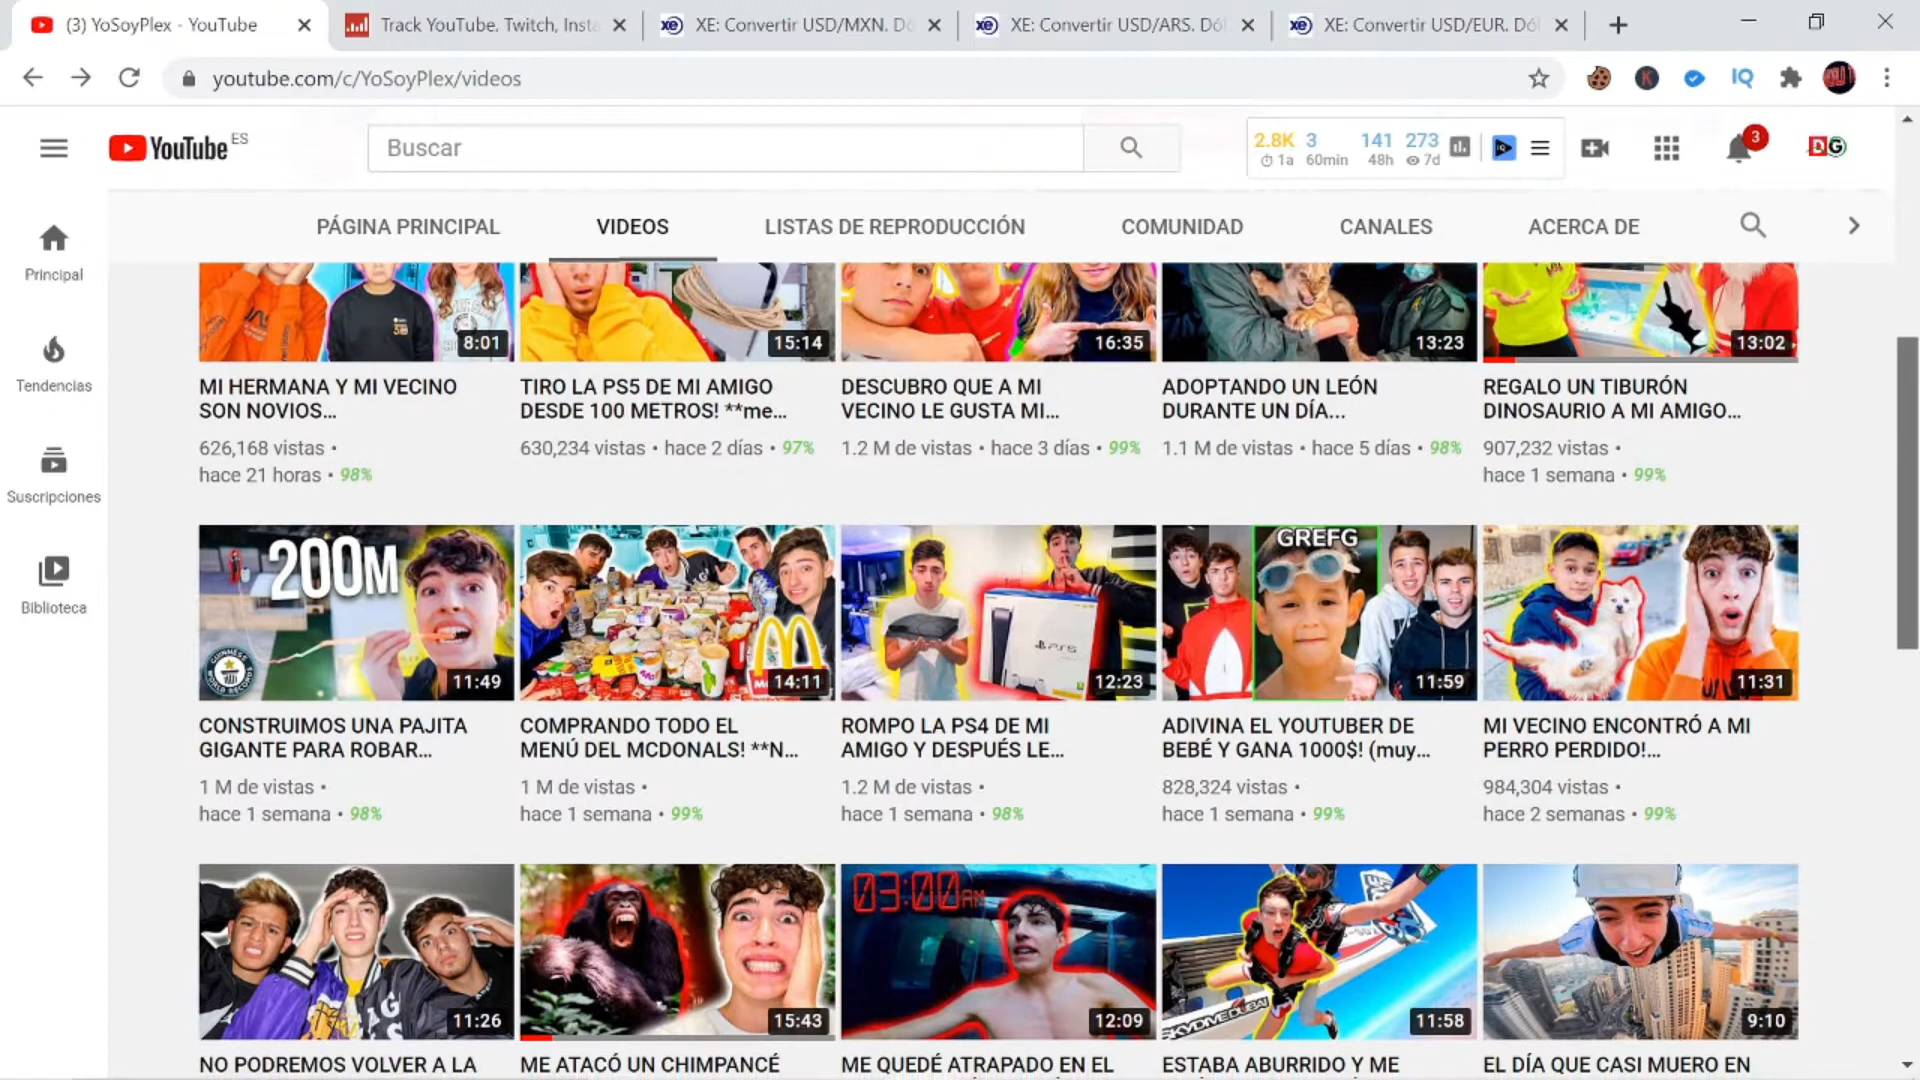 (3) YoSoyPlex - YouTube
Track YouTube, Twitch, Insta
XE: Convertir USD/MXN. Dó
XE: Convertir USD/ARS. Dól
XE: Convertir USD/EUR. Dól
youtube.com/c/YoSoyPlex/videos
K
IQ
YouTube ES
Buscar
2.8K 3 141 273
1a 60min 48h 7d
3
DG
PÁGINA PRINCIPAL
VIDEOS
LISTAS DE REPRODUCCIÓN
COMUNIDAD
CANALES
ACERCA DE
Principal
Tendencias
Suscripciones
Biblioteca
8:01
MI HERMANA Y MI VECINO
SON NOVIOS...
626,168 vistas •
hace 21 horas • 98%
15:14
TIRO LA PS5 DE MI AMIGO
DESDE 100 METROS! **me...
630,234 vistas • hace 2 días • 97%
16:35
DESCUBRO QUE A MI
VECINO LE GUSTA MI...
1.2 M de vistas • hace 3 días • 99%
13:23
ADOPTANDO UN LEÓN
DURANTE UN DÍA...
1.1 M de vistas • hace 5 días • 98%
13:02
REGALO UN TIBURÓN
DINOSAURIO A MI AMIGO...
907,232 vistas •
hace 1 semana • 99%
200M
GUINNESS
WORLD RECORD
11:49
CONSTRUIMOS UNA PAJITA
GIGANTE PARA ROBAR...
1 M de vistas •
hace 1 semana • 98%
14:11
COMPRANDO TODO EL
MENÚ DEL MCDONALS! **N...
1 M de vistas •
hace 1 semana • 99%
PS5
12:23
ROMPO LA PS4 DE MI
AMIGO Y DESPUÉS LE...
1.2 M de vistas •
hace 1 semana • 98%
GREFG
11:59
ADIVINA EL YOUTUBER DE
BEBÉ Y GANA 1000$! (muy...
828,324 vistas •
hace 1 semana • 99%
11:31
MI VECINO ENCONTRÓ A MI
PERRO PERDIDO!...
984,304 vistas •
hace 2 semanas • 99%
11:26
NO PODREMOS VOLVER A LA
15:43
ME ATACÓ UN CHIMPANCÉ
03:00AM
12:09
ME QUEDÉ ATRAPADO EN EL
SKYDIVE DUBAI
11:58
ESTABA ABURRIDO Y ME
9:10
EL DÍA QUE CASI MUERO EN